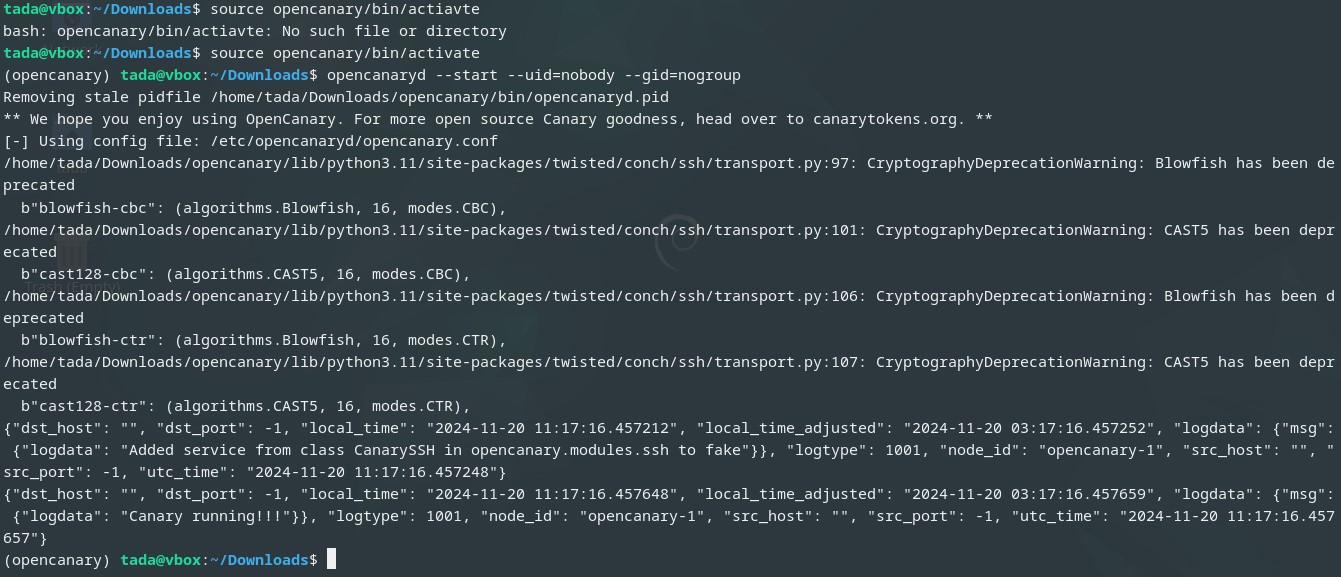 tada@vbox:~/Downloads$ source opencanary/bin/actiavte
bash: opencanary/bin/actiavte: No such file or directory
tada@vbox:~/Downloads$ source opencanary/bin/activate
(opencanary) tada@vbox:~/Downloads$ opencanaryd --start --uid=nobody --gid=nogroup
Removing stale pidfile /home/tada/Downloads/opencanary/bin/opencanaryd.pid
** We hope you enjoy using OpenCanary. For more open source Canary goodness, head over to canarytokens.org. **
[-] Using config file: /etc/opencanaryd/opencanary.conf
/home/tada/Downloads/opencanary/lib/python3.11/site-packages/twisted/conch/ssh/transport.py:97: CryptographyDeprecationWarning: Blowfish has been de
precated
  b"blowfish-cbc": (algorithms.Blowfish, 16, modes.CBC),
/home/tada/Downloads/opencanary/lib/python3.11/site-packages/twisted/conch/ssh/transport.py:101: CryptographyDeprecationWarning: CAST5 has been depr
ecated
  b"cast128-cbc": (algorithms.CAST5, 16, modes.CBC),
/home/tada/Downloads/opencanary/lib/python3.11/site-packages/twisted/conch/ssh/transport.py:106: CryptographyDeprecationWarning: Blowfish has been d
eprecated
  b"blowfish-ctr": (algorithms.Blowfish, 16, modes.CTR),
/home/tada/Downloads/opencanary/lib/python3.11/site-packages/twisted/conch/ssh/transport.py:107: CryptographyDeprecationWarning: CAST5 has been depr
ecated
  b"cast128-ctr": (algorithms.CAST5, 16, modes.CTR),
{"dst_host": "", "dst_port": -1, "local_time": "2024-11-20 11:17:16.457212", "local_time_adjusted": "2024-11-20 03:17:16.457252", "logdata": {"msg":
 {"logdata": "Added service from class CanarySSH in opencanary.modules.ssh to fake"}}, "logtype": 1001, "node_id": "opencanary-1", "src_host": "", "
src_port": -1, "utc_time": "2024-11-20 11:17:16.457248"}
{"dst_host": "", "dst_port": -1, "local_time": "2024-11-20 11:17:16.457648", "local_time_adjusted": "2024-11-20 03:17:16.457659", "logdata": {"msg":
 {"logdata": "Canary running!!!"}}, "logtype": 1001, "node_id": "opencanary-1", "src_host": "", "src_port": -1, "utc_time": "2024-11-20 11:17:16.457
657"}
(opencanary) tada@vbox:~/Downloads$
Trash (Empty)